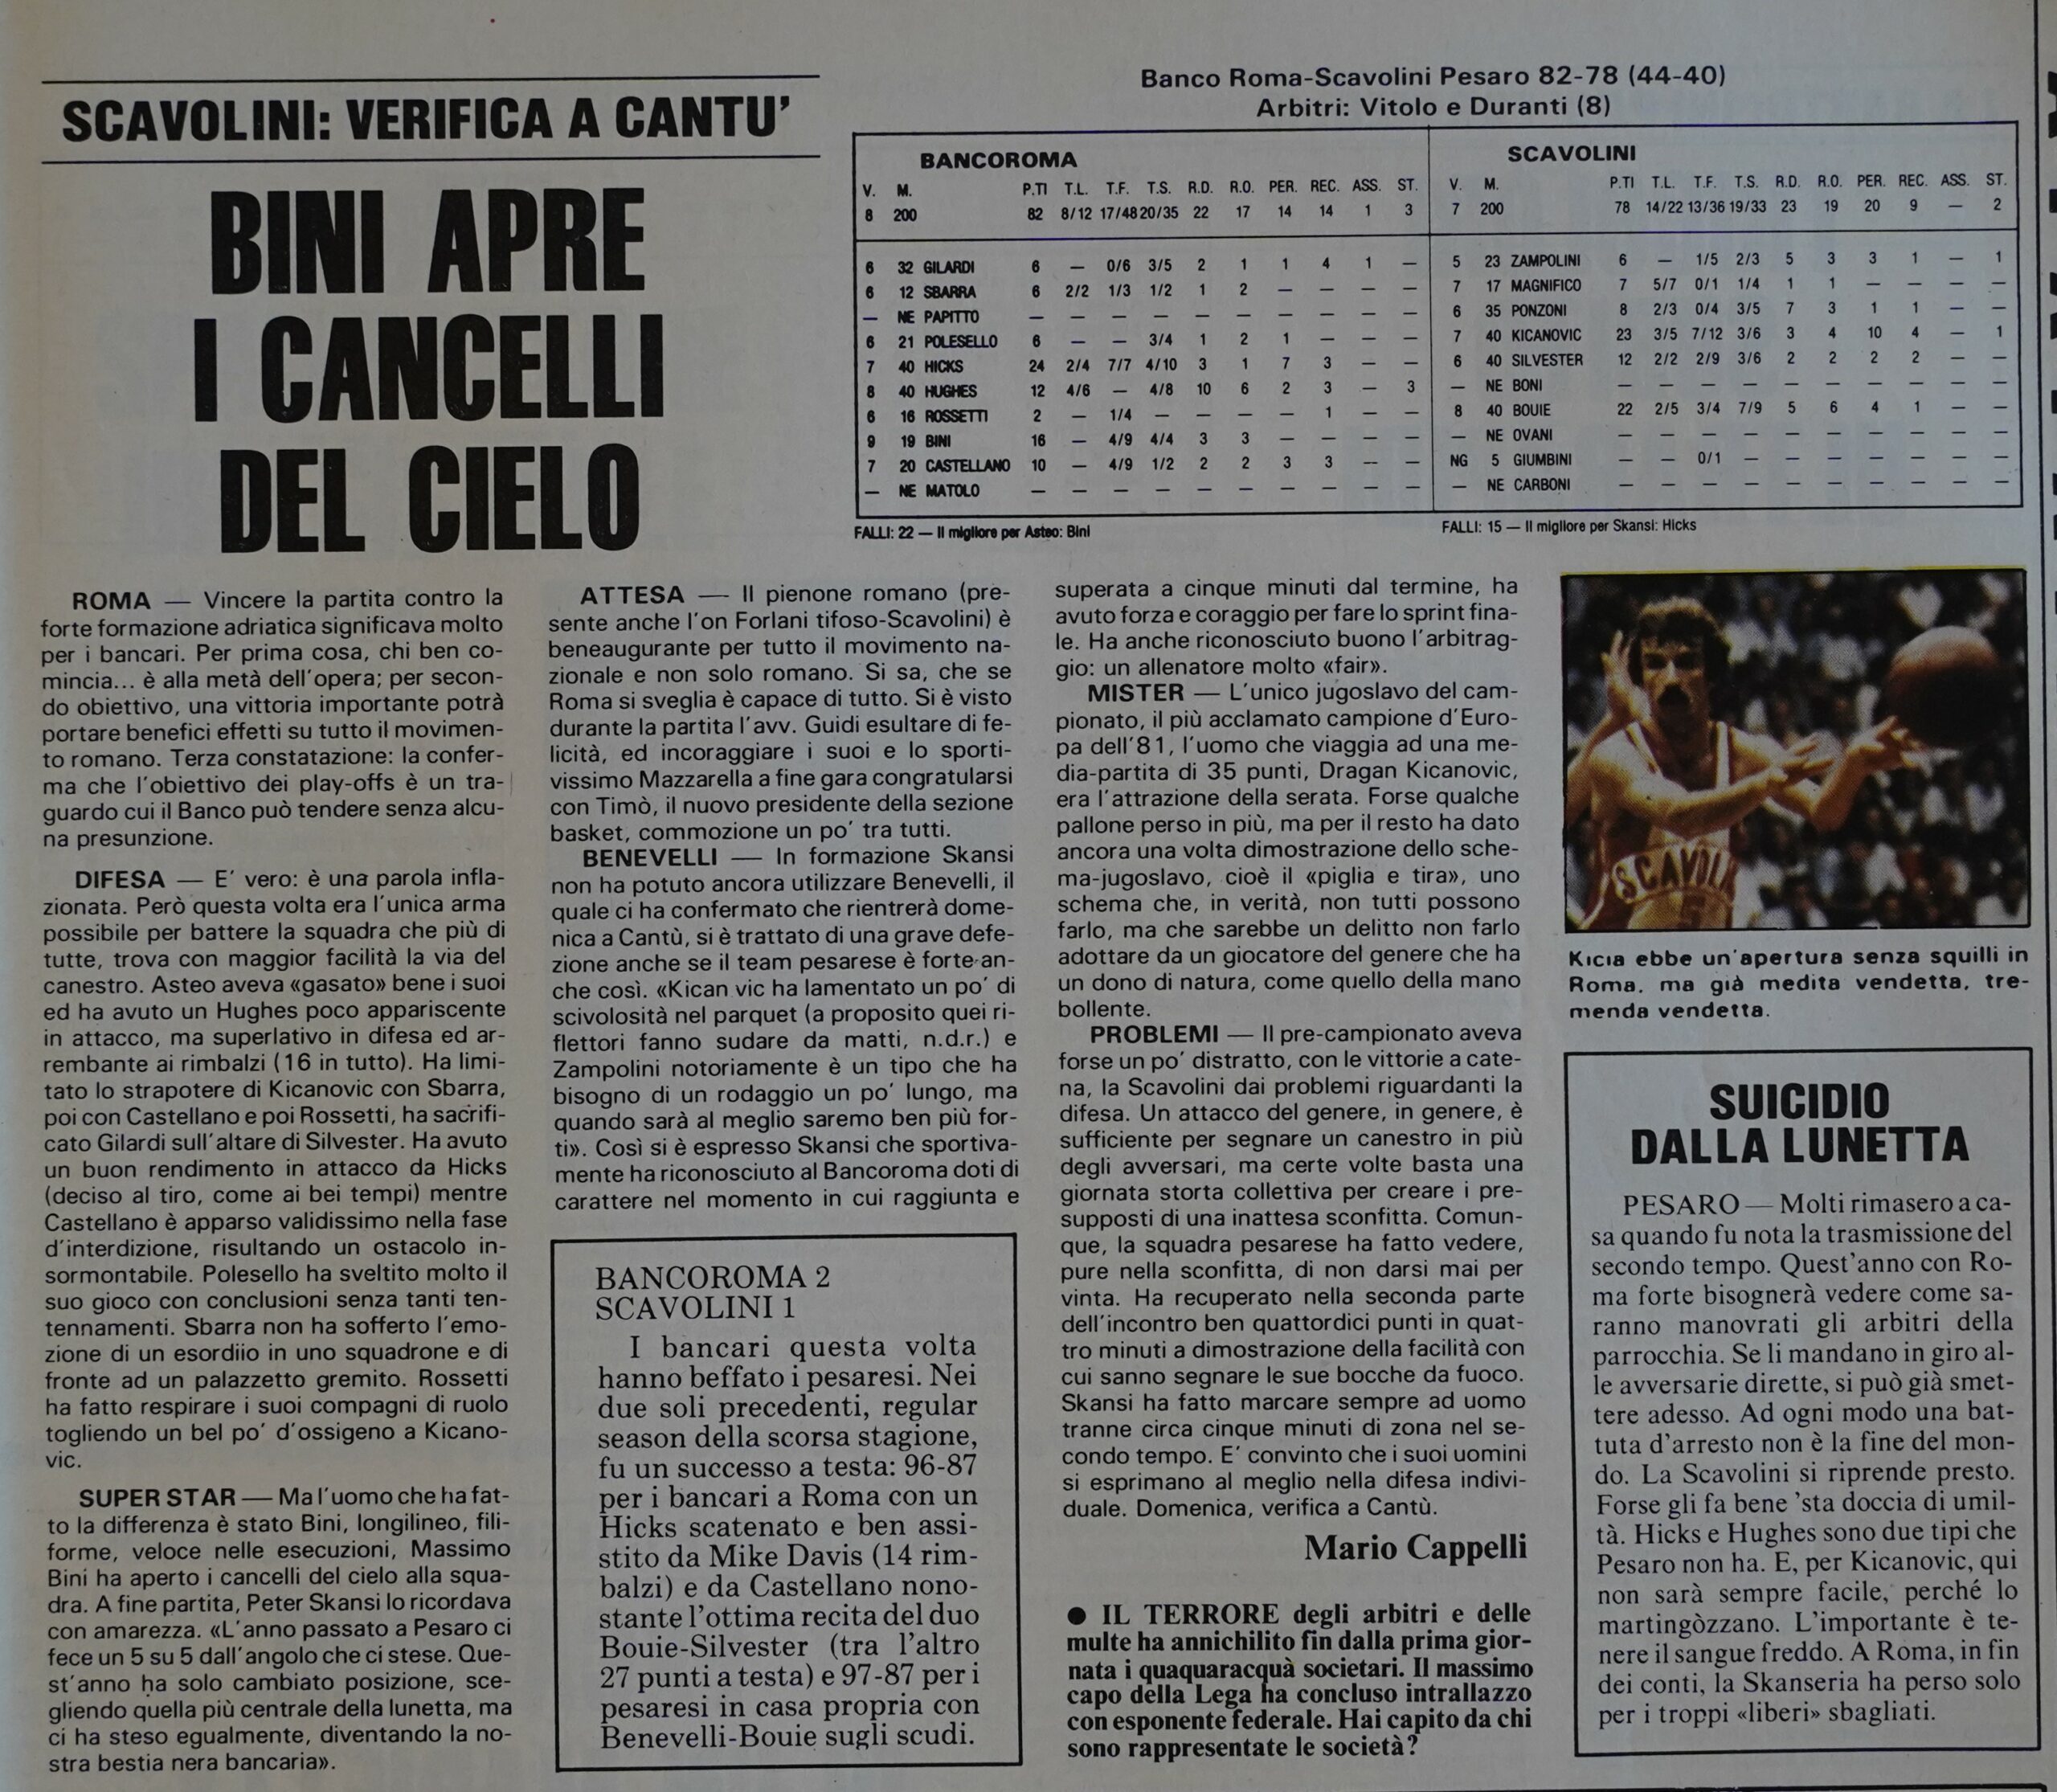 SCAVOLINI: VERIFICA A CANTU'
BINI APRE
I CANCELLI
DEL CIELO
Banco Roma-Scavolini Pesaro 82-78 (44-40)
Arbitri: Vitolo e Duranti (8)
BANCOROMA
V. M. P.TI T.L. T.F. T.S. R.D. R.O. PER. REC. ASS. ST.
8 200 82 8/12 17/48 20/35 22 17 14 14 1 3
6 32 GILARDI 6 — 0/6 3/5 2 1 1 4 1 —
6 12 SBARRA 6 2/2 1/3 1/2 1 2 — — — —
— NE PAPITTO — — — — — — — — — —
6 21 POLESELLO 6 — — 3/4 1 2 1 — — —
7 40 HICKS 24 2/4 7/7 4/10 3 1 7 3 — —
8 40 HUGHES 12 4/6 — 4/8 10 6 2 3 — 3
6 16 ROSSETTI 2 — 1/4 — — — — 1 — —
9 19 BINI 16 — 4/9 4/4 3 3 — — — —
7 20 CASTELLANO 10 — 4/9 1/2 2 2 3 3 — —
— NE MATOLO — — — — — — — — — —
FALLI: 22 — Il migliore per Asteo: Bini
SCAVOLINI
V. M. P.TI T.L. T.F. T.S. R.D. R.O. PER. REC. ASS. ST.
7 200 78 14/22 13/36 19/33 23 19 20 9 — 2
5 23 ZAMPOLINI 6 — 1/5 2/3 5 3 3 1 — 1
7 17 MAGNIFICO 7 5/7 0/1 1/4 1 1 — — — —
6 35 PONZONI 8 2/3 0/4 3/5 7 3 1 1 — —
7 40 KICANOVIC 23 3/5 7/12 3/6 3 4 10 4 — 1
6 40 SILVESTER 12 2/2 2/9 3/6 2 2 2 2 — —
— NE BONI — — — — — — — — — —
8 40 BOUIE 22 2/5 3/4 7/9 5 6 4 1 — —
— NE OVANI — — — — — — — — — —
NG 5 GIUMBINI — — 0/1 — — — — — — —
— NE CARBONI — — — — — — — — — —
FALLI: 15 — Il migliore per Skansi: Hicks
ROMA — Vincere la partita contro la
forte formazione adriatica significava molto
per i bancari. Per prima cosa, chi ben co-
mincia... è alla metà dell'opera; per secon-
do obiettivo, una vittoria importante potrà
portare benefici effetti su tutto il movimen-
to romano. Terza constatazione: la confer-
ma che l'obiettivo dei play-offs è un tra-
guardo cui il Banco può tendere senza alcu-
na presunzione.
DIFESA — E' vero: è una parola infla-
zionata. Però questa volta era l'unica arma
possibile per battere la squadra che più di
tutte, trova con maggior facilità la via del
canestro. Asteo aveva «gasato» bene i suoi
ed ha avuto un Hughes poco appariscente
in attacco, ma superlativo in difesa ed ar-
rembante ai rimbalzi (16 in tutto). Ha limi-
tato lo strapotere di Kicanovic con Sbarra,
poi con Castellano e poi Rossetti, ha sacrifi-
cato Gilardi sull'altare di Silvester. Ha avuto
un buon rendimento in attacco da Hicks
(deciso al tiro, come ai bei tempi) mentre
Castellano è apparso validissimo nella fase
d'interdizione, risultando un ostacolo in-
sormontabile. Polesello ha sveltito molto il
suo gioco con conclusioni senza tanti ten-
tennamenti. Sbarra non ha sofferto l'emo-
zione di un esordiio in uno squadrone e di
fronte ad un palazzetto gremito. Rossetti
ha fatto respirare i suoi compagni di ruolo
togliendo un bel po' d'ossigeno a Kicano-
vic.
SUPER STAR — Ma l'uomo che ha fat-
to la differenza è stato Bini, longilineo, fili-
forme, veloce nelle esecuzioni, Massimo
Bini ha aperto i cancelli del cielo alla squa-
dra. A fine partita, Peter Skansi lo ricordava
con amarezza. «L'anno passato a Pesaro ci
fece un 5 su 5 dall'angolo che ci stese. Que-
st'anno ha solo cambiato posizione, sce-
gliendo quella più centrale della lunetta, ma
ci ha steso egualmente, diventando la no-
stra bestia nera bancaria».
ATTESA — Il pienone romano (pre-
sente anche l'on Forlani tifoso-Scavolini) è
beneaugurante per tutto il movimento na-
zionale e non solo romano. Si sa, che se
Roma si sveglia è capace di tutto. Si è visto
durante la partita l'avv. Guidi esultare di fe-
licità, ed incoraggiare i suoi e lo sporti-
vissimo Mazzarella a fine gara congratularsi
con Timò, il nuovo presidente della sezione
basket, commozione un po' tra tutti.
BENEVELLI — In formazione Skansi
non ha potuto ancora utilizzare Benevelli, il
quale ci ha confermato che rientrerà dome-
nica a Cantù, si è trattato di una grave defe-
zione anche se il team pesarese è forte an-
che così. «Kican vic ha lamentato un po' di
scivolosità nel parquet (a proposito quei ri-
flettori fanno sudare da matti, n.d.r.) e
Zampolini notoriamente è un tipo che ha
bisogno di un rodaggio un po' lungo, ma
quando sarà al meglio saremo ben più for-
ti». Così si è espresso Skansi che sportiva-
mente ha riconosciuto al Bancoroma doti di
carattere nel momento in cui raggiunta e
BANCOROMA 2
SCAVOLINI 1
I bancari questa volta
hanno beffato i pesaresi. Nei
due soli precedenti, regular
season della scorsa stagione,
fu un successo a testa: 96-87
per i bancari a Roma con un
Hicks scatenato e ben assi-
stito da Mike Davis (14 rim-
balzi) e da Castellano nono-
stante l'ottima recita del duo
Bouie-Silvester (tra l'altro
27 punti a testa) e 97-87 per i
pesaresi in casa propria con
Benevelli-Bouie sugli scudi.
superata a cinque minuti dal termine, ha
avuto forza e coraggio per fare lo sprint fina-
le. Ha anche riconosciuto buono l'arbitrag-
gio: un allenatore molto «fair».
MISTER — L'unico jugoslavo del cam-
pionato, il più acclamato campione d'Euro-
pa dell'81, l'uomo che viaggia ad una me-
dia-partita di 35 punti, Dragan Kicanovic,
era l'attrazione della serata. Forse qualche
pallone perso in più, ma per il resto ha dato
ancora una volta dimostrazione dello sche-
ma-jugoslavo, cioè il «piglia e tira», uno
schema che, in verità, non tutti possono
farlo, ma che sarebbe un delitto non farlo
adottare da un giocatore del genere che ha
un dono di natura, come quello della mano
bollente.
PROBLEMI — Il pre-campionato aveva
forse un po' distratto, con le vittorie a cate-
na, la Scavolini dai problemi riguardanti la
difesa. Un attacco del genere, in genere, è
sufficiente per segnare un canestro in più
degli avversari, ma certe volte basta una
giornata storta collettiva per creare i pre-
supposti di una inattesa sconfitta. Comun-
que, la squadra pesarese ha fatto vedere,
pure nella sconfitta, di non darsi mai per
vinta. Ha recuperato nella seconda parte
dell'incontro ben quattordici punti in quat-
tro minuti a dimostrazione della facilità con
cui sanno segnare le sue bocche da fuoco.
Skansi ha fatto marcare sempre ad uomo
tranne circa cinque minuti di zona nel se-
condo tempo. E' convinto che i suoi uomini
si esprimano al meglio nella difesa indivi-
duale. Domenica, verifica a Cantù.
Mario Cappelli
● IL TERRORE degli arbitri e delle
multe ha annichilito fin dalla prima gior-
nata i quaquaracquà societari. Il massimo
capo della Lega ha concluso intrallazzo
con esponente federale. Hai capito da chi
sono rappresentate le società?
SCAVOLI
Kicia ebbe un'apertura senza squilli in
Roma, ma già medita vendetta, tre-
menda vendetta.
SUICIDIO
DALLA LUNETTA
PESARO — Molti rimasero a ca-
sa quando fu nota la trasmissione del
secondo tempo. Quest'anno con Ro-
ma forte bisognerà vedere come sa-
ranno manovrati gli arbitri della
parrocchia. Se li mandano in giro al-
le avversarie dirette, si può già smet-
tere adesso. Ad ogni modo una bat-
tuta d'arresto non è la fine del mon-
do. La Scavolini si riprende presto.
Forse gli fa bene 'sta doccia di umil-
tà. Hicks e Hughes sono due tipi che
Pesaro non ha. E, per Kicanovic, qui
non sarà sempre facile, perché lo
martingòzzano. L'importante è te-
nere il sangue freddo. A Roma, in fin
dei conti, la Skanseria ha perso solo
per i troppi «liberi» sbagliati.